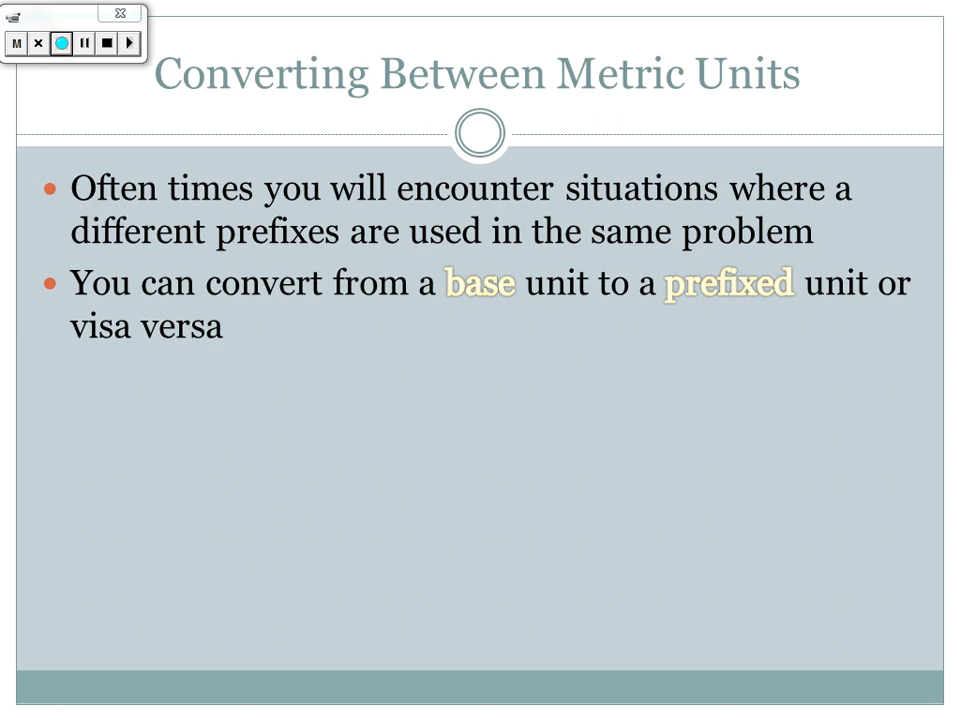 M
Converting Between Metric Units
Often times you will encounter situations where a
different prefixes are used in the same problem
You can convert from a base unit to a prefixed unit or
visa versa